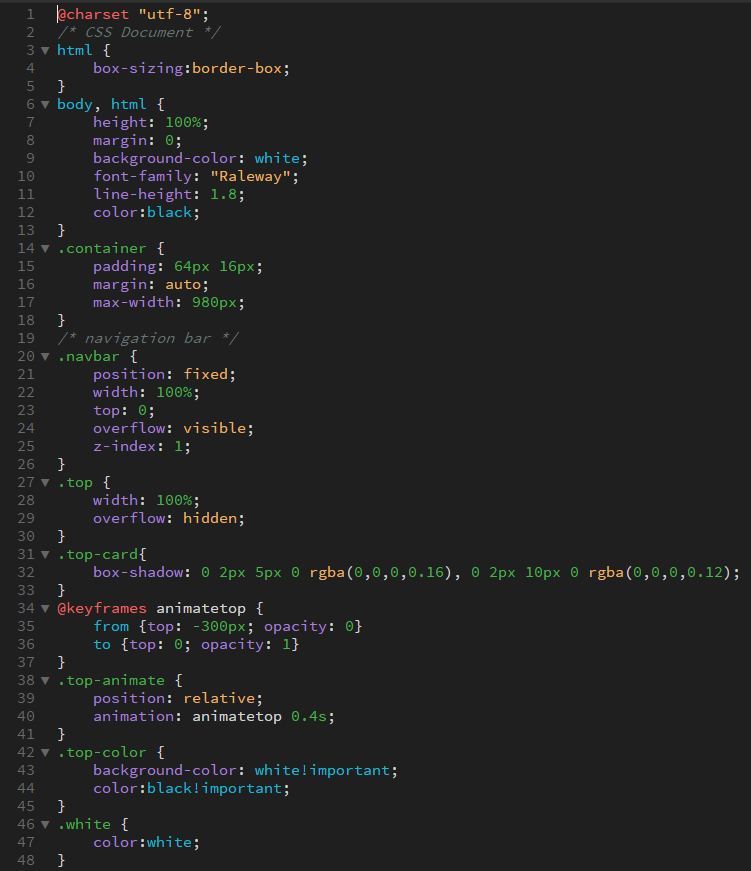 1 @charset "utf-8";
2 /* CSS Document */
3 html {
4 box-sizing:border-box;
5 }
6 body, html {
7 height: 100%;
8 margin: 0;
9 background-color: white;
10 font-family: "Raleway";
11 line-height: 1.8;
12 color:black;
13 }
14 .container {
15 padding: 64px 16px;
16 margin: auto;
17 max-width: 980px;
18 }
19 /* navigation bar */
20 .navbar {
21 position: fixed;
22 width: 100%;
23 top: 0;
24 overflow: visible;
25 z-index: 1;
26 }
27 .top {
28 width: 100%;
29 overflow: hidden;
30 }
31 .top-card{
32 box-shadow: 0 2px 5px 0 rgba(0,0,0,0.16), 0 2px 10px 0 rgba(0,0,0,0.12);
33 }
34 @keyframes animatetop {
35 from {top: -300px; opacity: 0}
36 to {top: 0; opacity: 1}
37 }
38 .top-animate {
39 position: relative;
40 animation: animatetop 0.4s;
41 }
42 .top-color {
43 background-color: white!important;
44 color:black!important;
45 }
46 .white {
47 color:white;
48 }